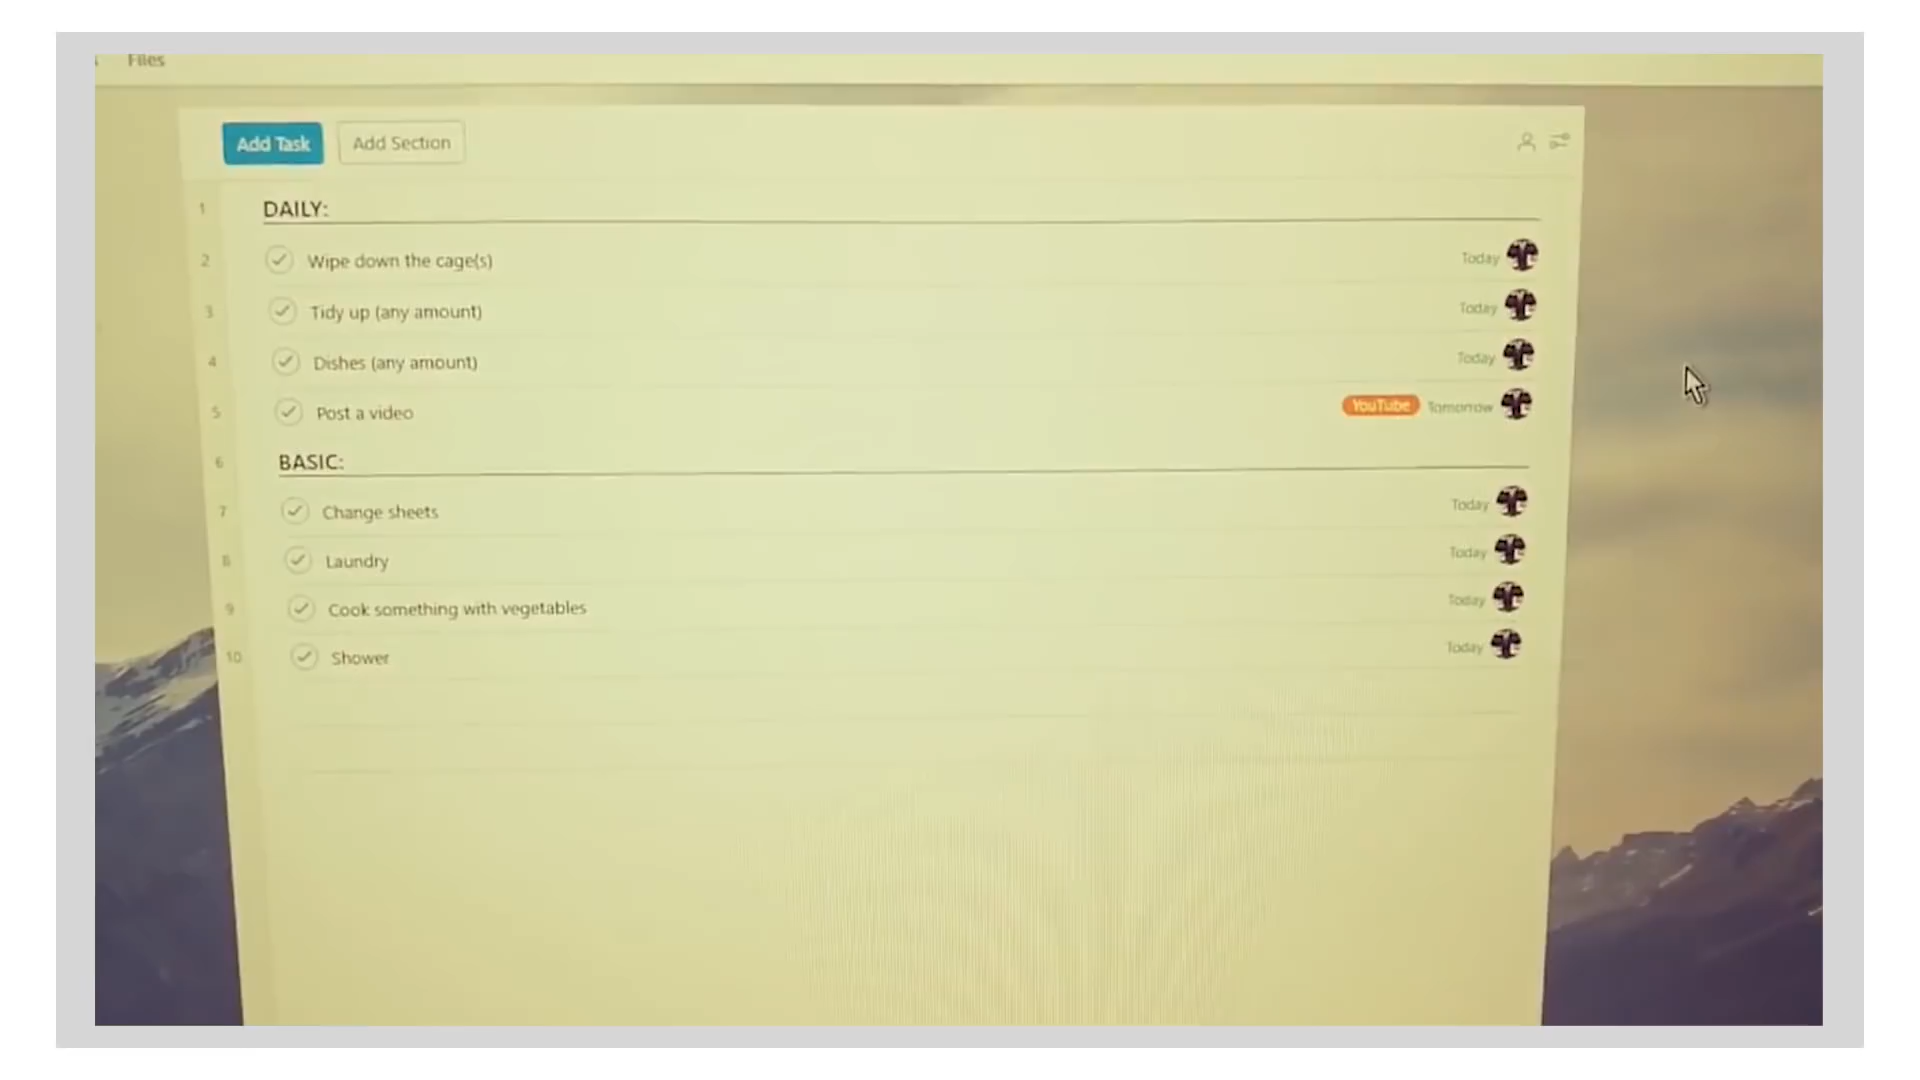 Files
Add Task Add Section
1 DAILY:
2 Wipe down the cage(s) Today
3 Tidy up (any amount) Today
4 Dishes (any amount) Today
5 Post a video YouTube Tomorrow
6 BASIC:
7 Change sheets Today
8 Laundry Today
9 Cook something with vegetables Today
10 Shower Today